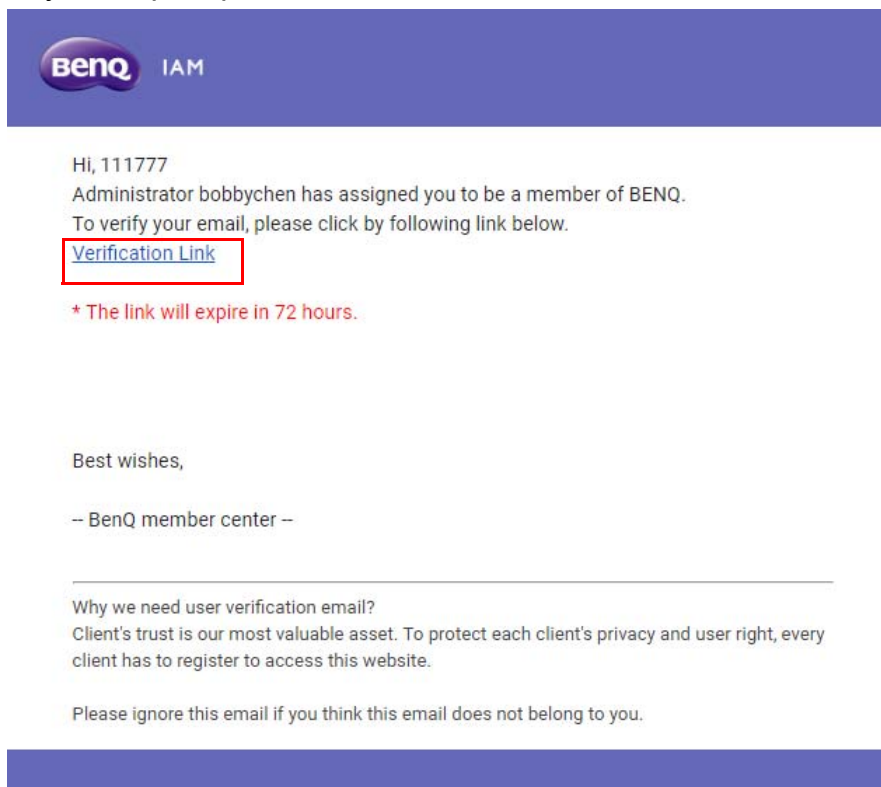 BenQ IAM
Hi, 111777
Administrator bobbychen has assigned you to be a member of BENQ.
To verify your email, please click by following link below.
Verification Link
* The link will expire in 72 hours.
Best wishes,
-- BenQ member center --
Why we need user verification email?
Client's trust is our most valuable asset. To protect each client's privacy and user right, every
client has to register to access this website.
Please ignore this email if you think this email does not belong to you.